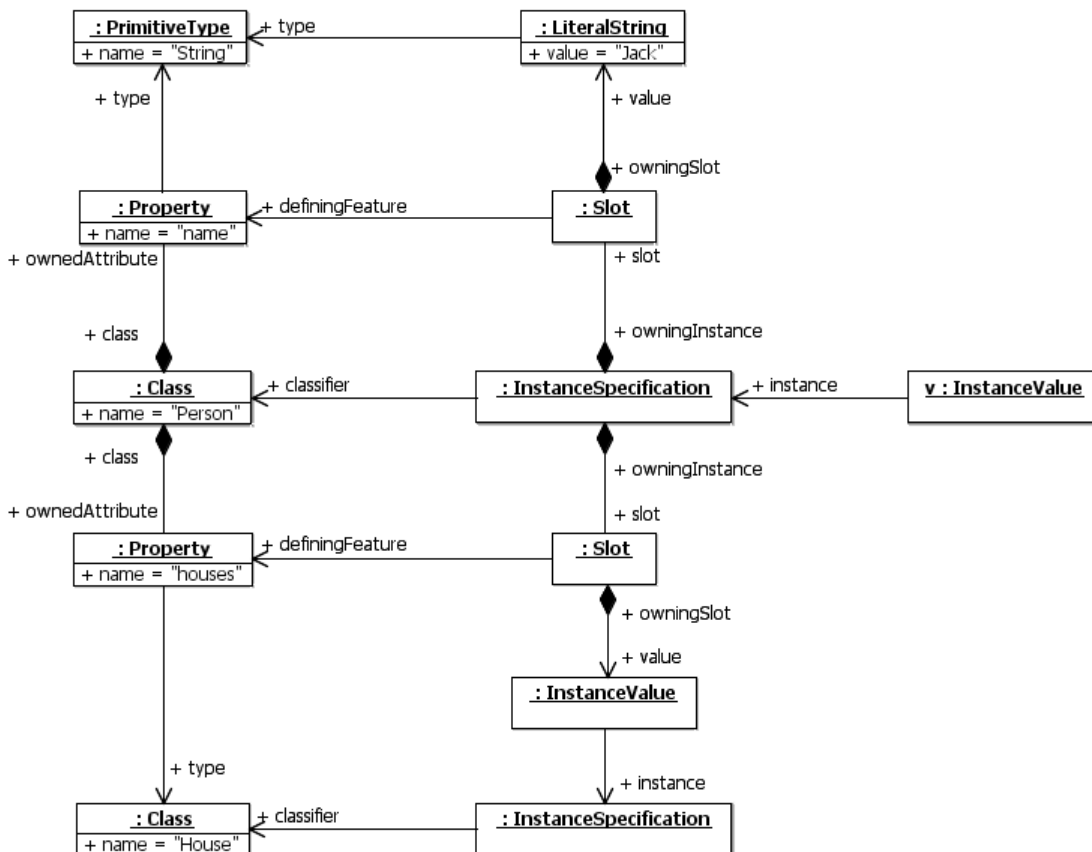 : PrimitiveType
+ name = "String"
+ type
: LiteralString
+ value = "Jack"
+ type
+ value
+ owningSlot
: Property
+ name = "name"
+ definingFeature
: Slot
+ ownedAttribute
+ slot
+ class
+ owningInstance
: Class
+ name = "Person"
+ classifier
: InstanceSpecification
+ instance
v : InstanceValue
+ class
+ owningInstance
+ ownedAttribute
+ slot
: Property
+ name = "houses"
+ definingFeature
: Slot
+ owningSlot
+ value
: InstanceValue
+ type
+ instance
: Class
+ name = "House"
+ classifier
: InstanceSpecification